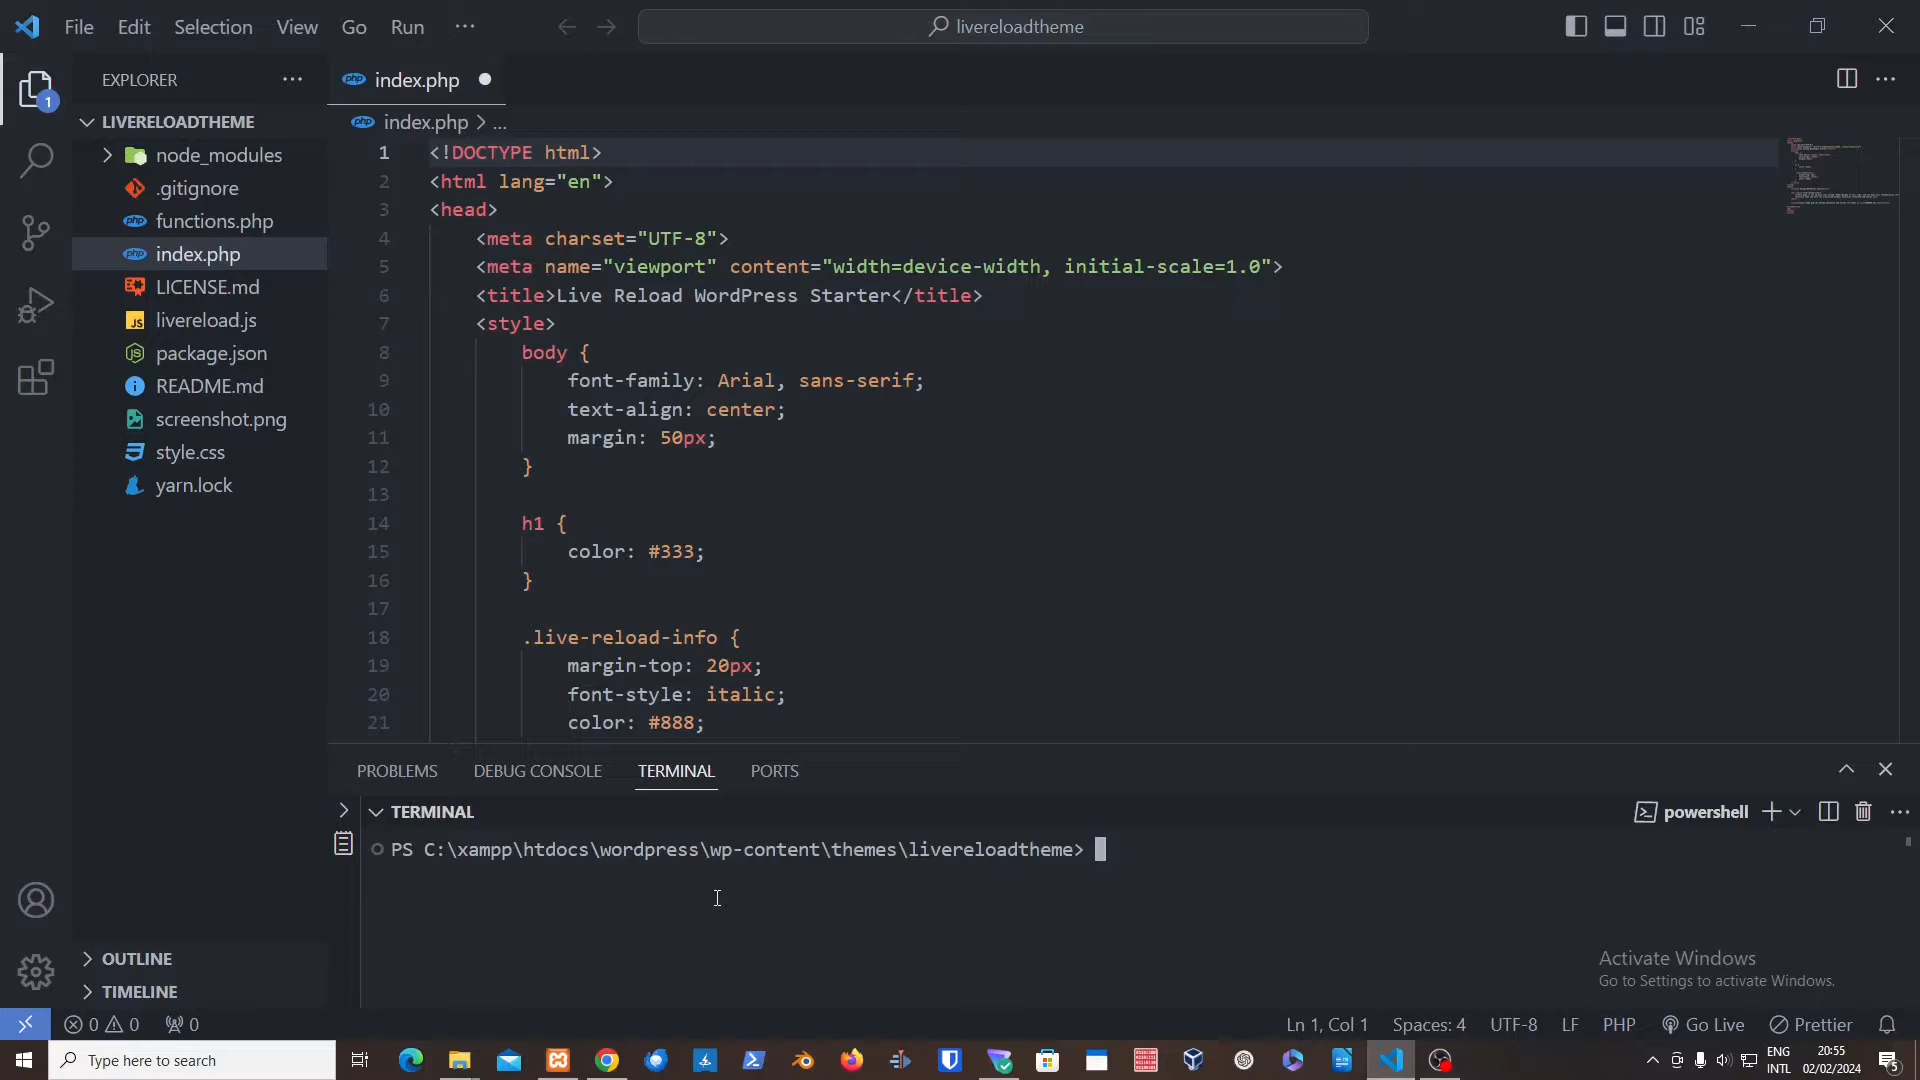 File Edit Selection View Go Run ···
livereloadtheme
EXPLORER
index.php
LIVERELOADTHEME
node_modules
.gitignore
functions.php
index.php
LICENSE.md
livereload.js
package.json
README.md
screenshot.png
style.css
yarn.lock
OUTLINE
TIMELINE
index.php > ...
1 <!DOCTYPE html>
2 <html lang="en">
3 <head>
4 <meta charset="UTF-8">
5 <meta name="viewport" content="width=device-width, initial-scale=1.0">
6 <title>Live Reload WordPress Starter</title>
7 <style>
8 body {
9 font-family: Arial, sans-serif;
10 text-align: center;
11 margin: 50px;
12 }
13
14 h1 {
15 color: #333;
16 }
17
18 .live-reload-info {
19 margin-top: 20px;
20 font-style: italic;
21 color: #888;
PROBLEMS DEBUG CONSOLE TERMINAL PORTS
TERMINAL
powershell
PS C:\xampp\htdocs\wordpress\wp-content\themes\livereloadtheme>
Activate Windows
Go to Settings to activate Windows.
0 0 0
Ln 1, Col 1 Spaces: 4 UTF-8 LF PHP Go Live Prettier
Type here to search
ENG
INTL
20:55
02/02/2024
5
1